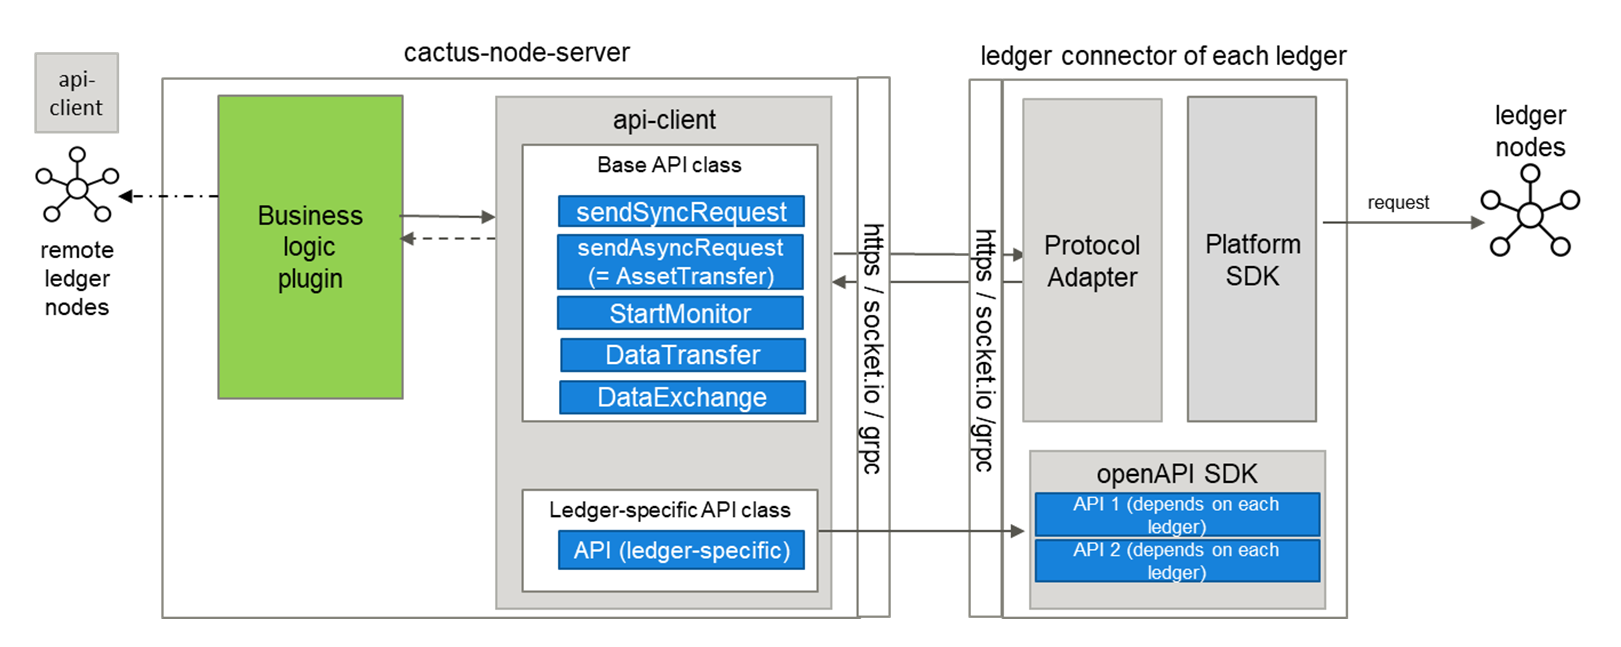 cactus-node-server
ledger connector of each ledger
api-
client
remote
ledger
nodes
Business
logic
plugin
api-client
Base API class
sendSyncRequest
sendAsyncRequest
(= AssetTransfer)
StartMonitor
DataTransfer
DataExchange
Ledger-specific API class
API (ledger-specific)
https / socket.io / grpc
https / socket.io /grpc
Protocol
Adapter
Platform
SDK
openAPI SDK
API 1 (depends on each
ledger)
API 2 (depends on each
ledger)
request
ledger
nodes